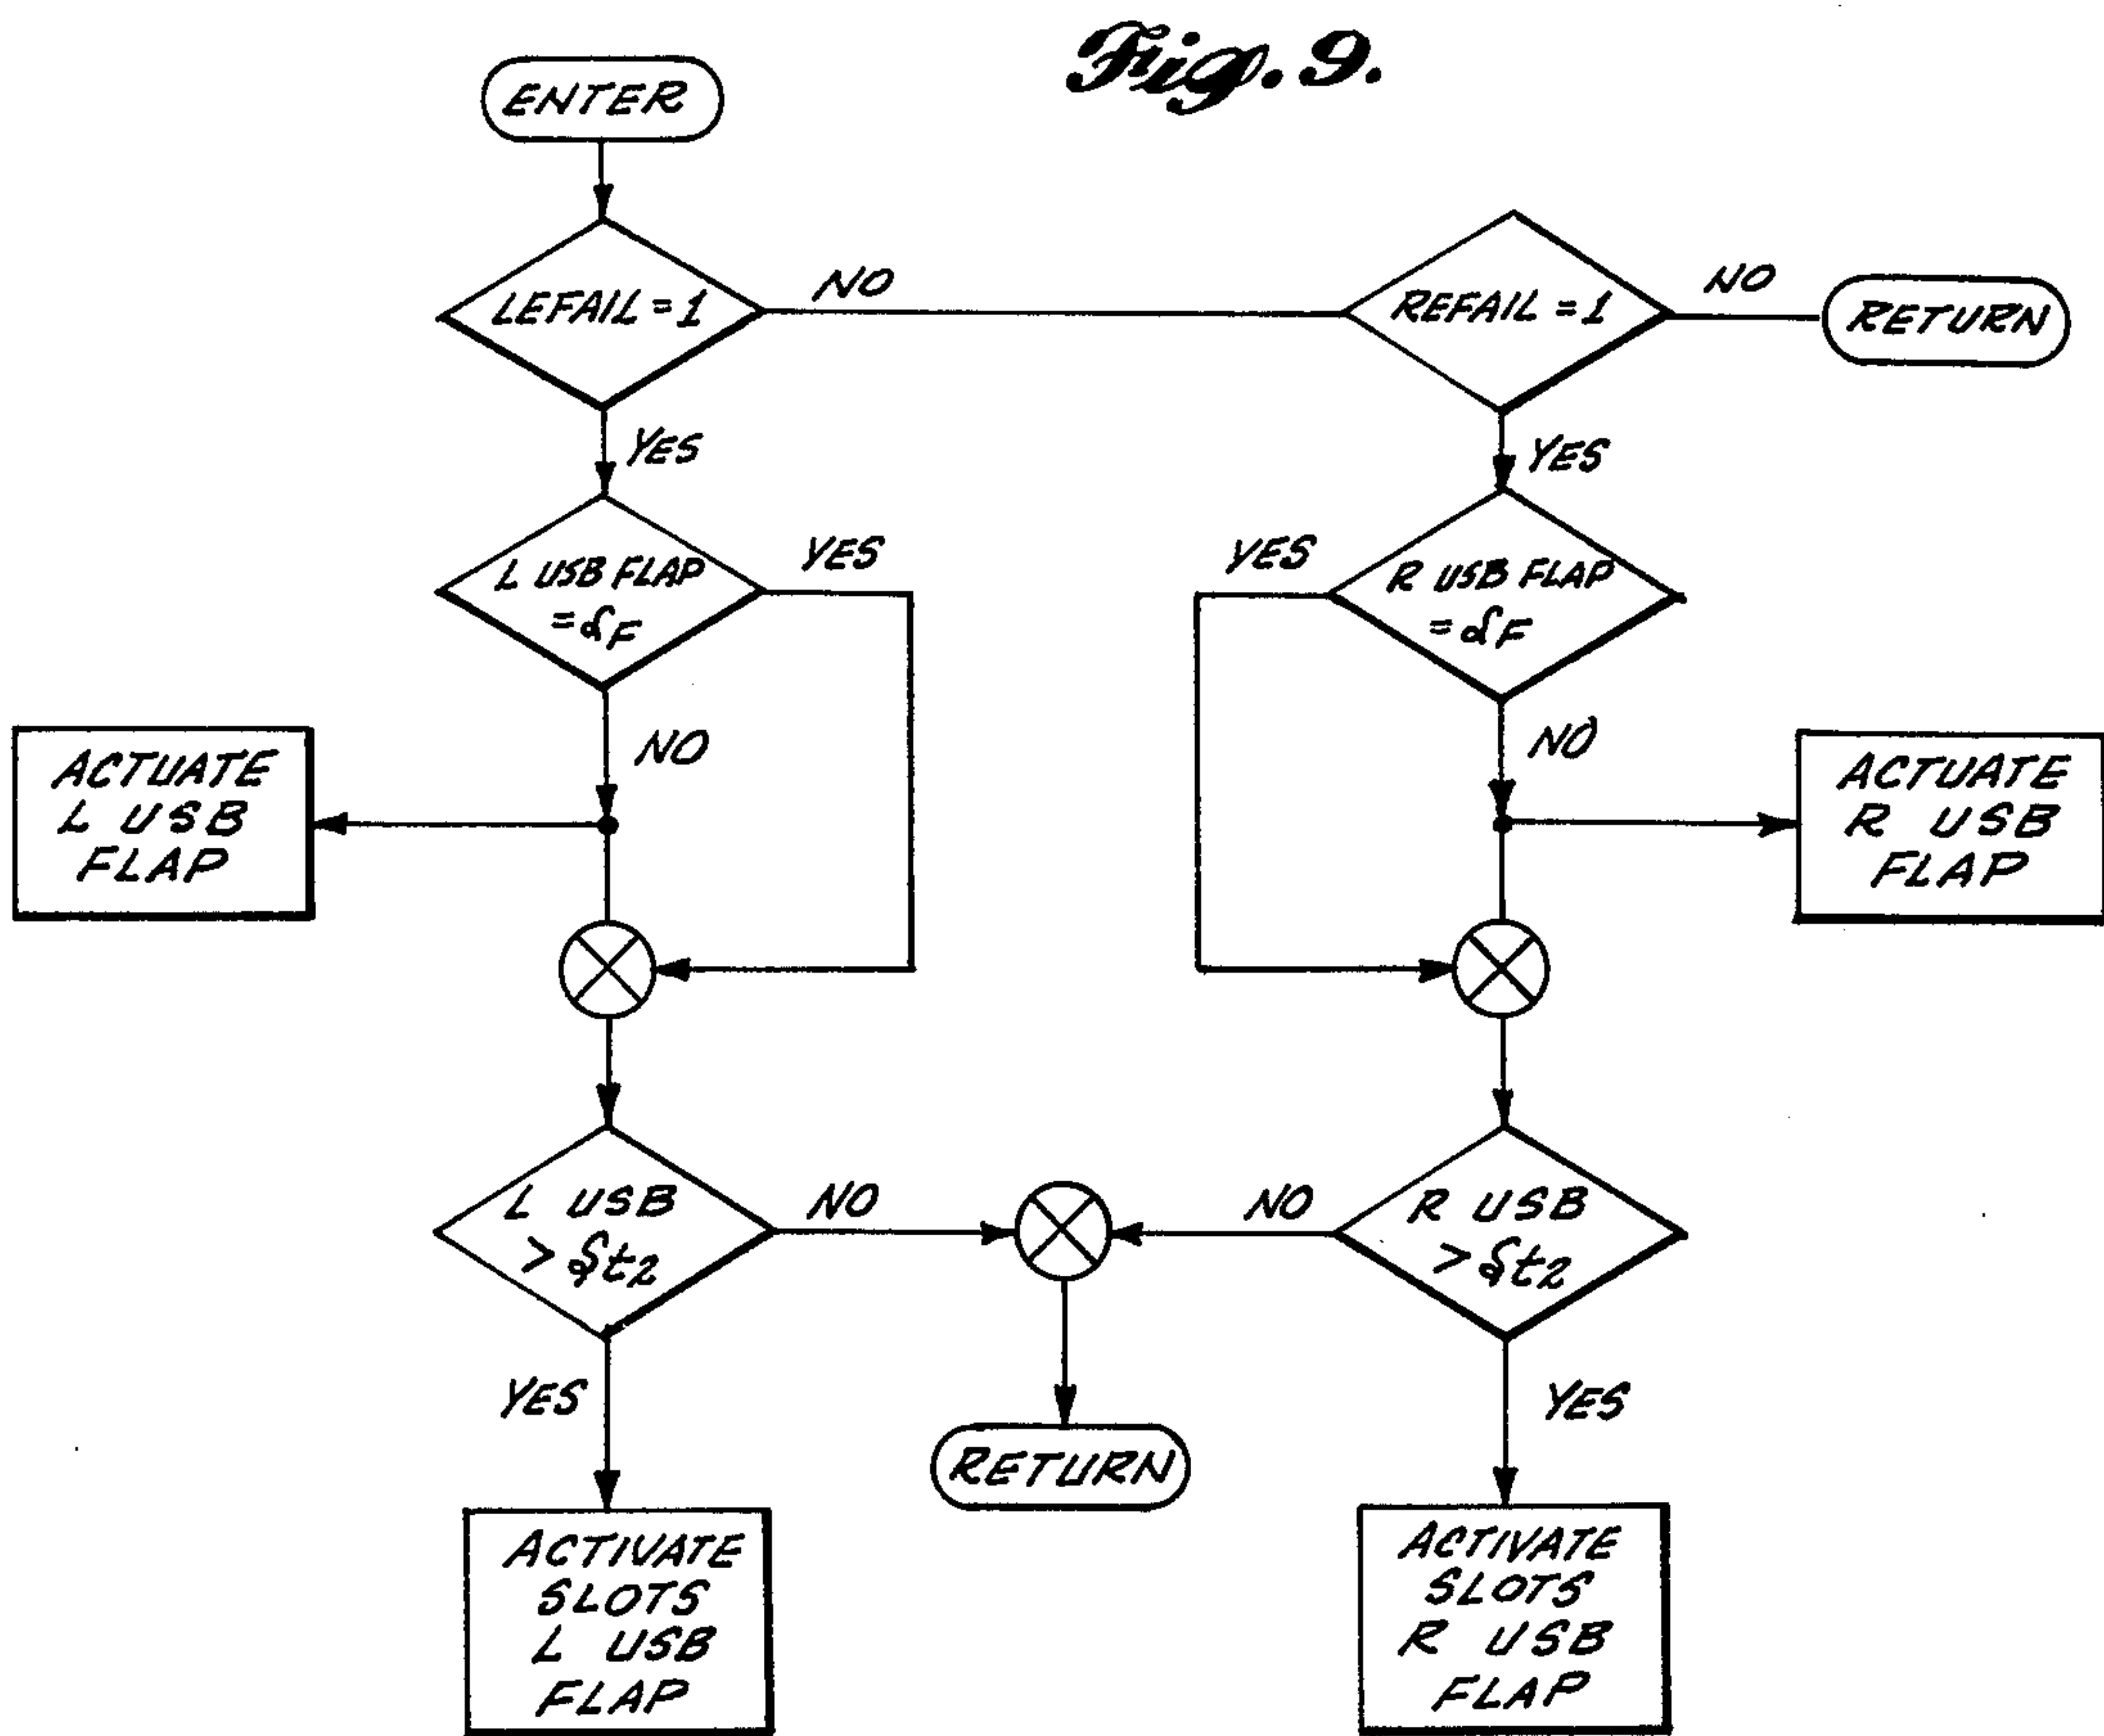 Fig. 9.
ENTER
LEFAIL = 1
NO
REFAIL = 1
NO
RETURN
YES
YES
L USB FLAP
= δF
YES
YES
R USB FLAP
= δF
NO
NO
ACTUATE
L USB
FLAP
ACTUATE
R USB
FLAP
L USB
> δt2
NO
NO
R USB
> δt2
YES
YES
RETURN
ACTIVATE
SLOTS
L USB
FLAP
ACTIVATE
SLOTS
R USB
FLAP